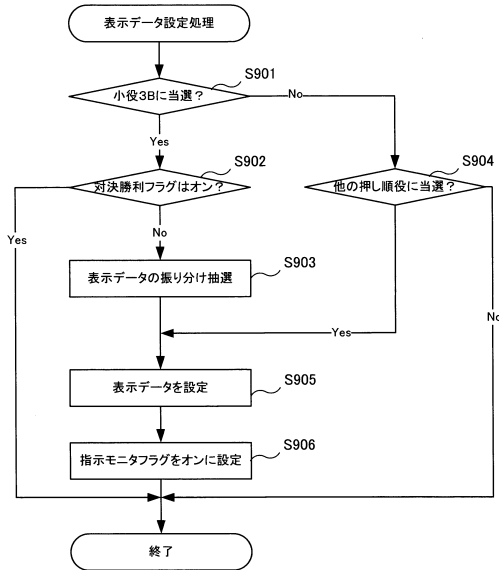 表示データ設定処理
S901
小役3Bに当選？
No
Yes
S902
対決勝利フラグはオン？
S904
他の押し順役に当選？
Yes
No
S903
表示データの振り分け抽選
No
Yes
S905
表示データを設定
S906
指示モニタフラグをオンに設定
終了